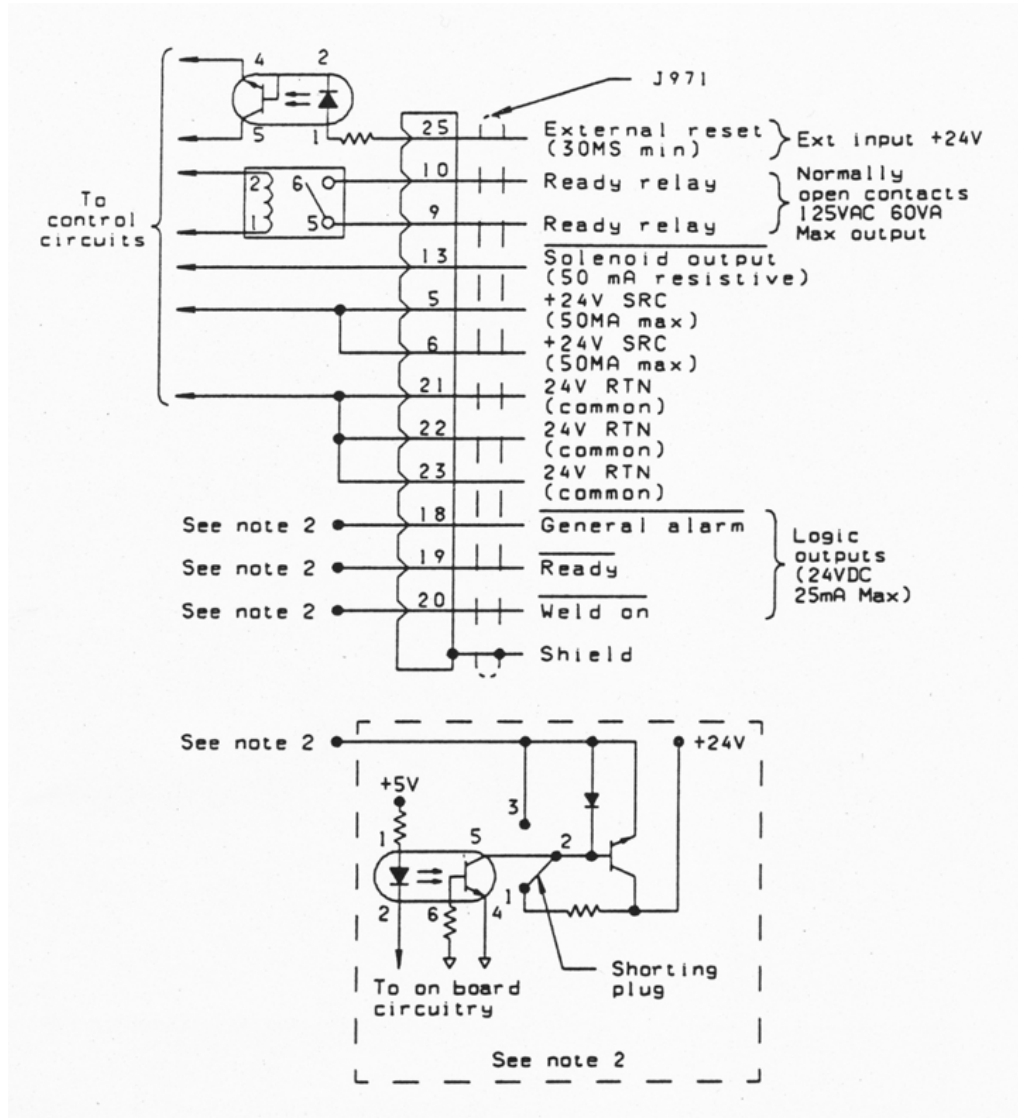 J971
4 2
5 1
25 External reset
(30MS min)
Ext input +24V
2 6
1 5
10 Ready relay
9 Ready relay
Normally
open contacts
125VAC 60VA
Max output
To
control
circuits
13 Solenoid output
(50 mA resistive)
5 +24V SRC
(50MA max)
6 +24V SRC
(50MA max)
21 24V RTN
(common)
22 24V RTN
(common)
23 24V RTN
(common)
See note 2 18 General alarm
See note 2 19 Ready
See note 2 20 Weld on
Logic
outputs
(24VDC
25mA Max)
Shield
See note 2
+24V
+5V
3
1 5 2
1
2 6 4
Shorting
plug
To on board
circuitry
See note 2